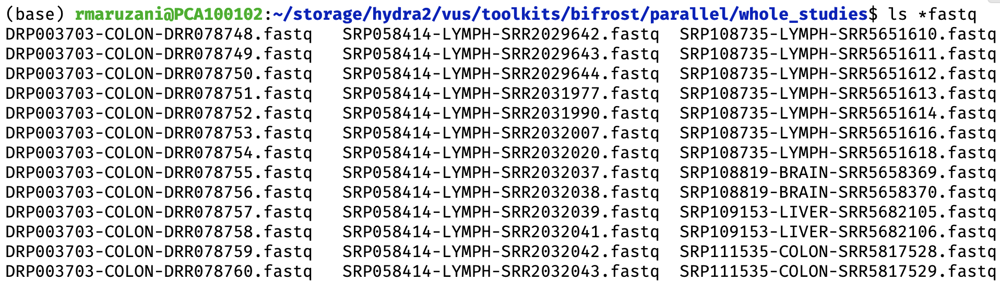 (base) rmaruzani@PCA100102:~/storage/hydra2/vus/toolkits/bifrost/parallel/whole_studies$ ls *fastq
DRP003703-COLON-DRR078748.fastq   SRP058414-LYMPH-SRR2029642.fastq  SRP108735-LYMPH-SRR5651610.fastq
DRP003703-COLON-DRR078749.fastq   SRP058414-LYMPH-SRR2029643.fastq  SRP108735-LYMPH-SRR5651611.fastq
DRP003703-COLON-DRR078750.fastq   SRP058414-LYMPH-SRR2029644.fastq  SRP108735-LYMPH-SRR5651612.fastq
DRP003703-COLON-DRR078751.fastq   SRP058414-LYMPH-SRR2031977.fastq  SRP108735-LYMPH-SRR5651613.fastq
DRP003703-COLON-DRR078752.fastq   SRP058414-LYMPH-SRR2031990.fastq  SRP108735-LYMPH-SRR5651614.fastq
DRP003703-COLON-DRR078753.fastq   SRP058414-LYMPH-SRR2032007.fastq  SRP108735-LYMPH-SRR5651616.fastq
DRP003703-COLON-DRR078754.fastq   SRP058414-LYMPH-SRR2032020.fastq  SRP108735-LYMPH-SRR5651618.fastq
DRP003703-COLON-DRR078755.fastq   SRP058414-LYMPH-SRR2032037.fastq  SRP108819-BRAIN-SRR5658369.fastq
DRP003703-COLON-DRR078756.fastq   SRP058414-LYMPH-SRR2032038.fastq  SRP108819-BRAIN-SRR5658370.fastq
DRP003703-COLON-DRR078757.fastq   SRP058414-LYMPH-SRR2032039.fastq  SRP109153-LIVER-SRR5682105.fastq
DRP003703-COLON-DRR078758.fastq   SRP058414-LYMPH-SRR2032041.fastq  SRP109153-LIVER-SRR5682106.fastq
DRP003703-COLON-DRR078759.fastq   SRP058414-LYMPH-SRR2032042.fastq  SRP111535-COLON-SRR5817528.fastq
DRP003703-COLON-DRR078760.fastq   SRP058414-LYMPH-SRR2032043.fastq  SRP111535-COLON-SRR5817529.fastq